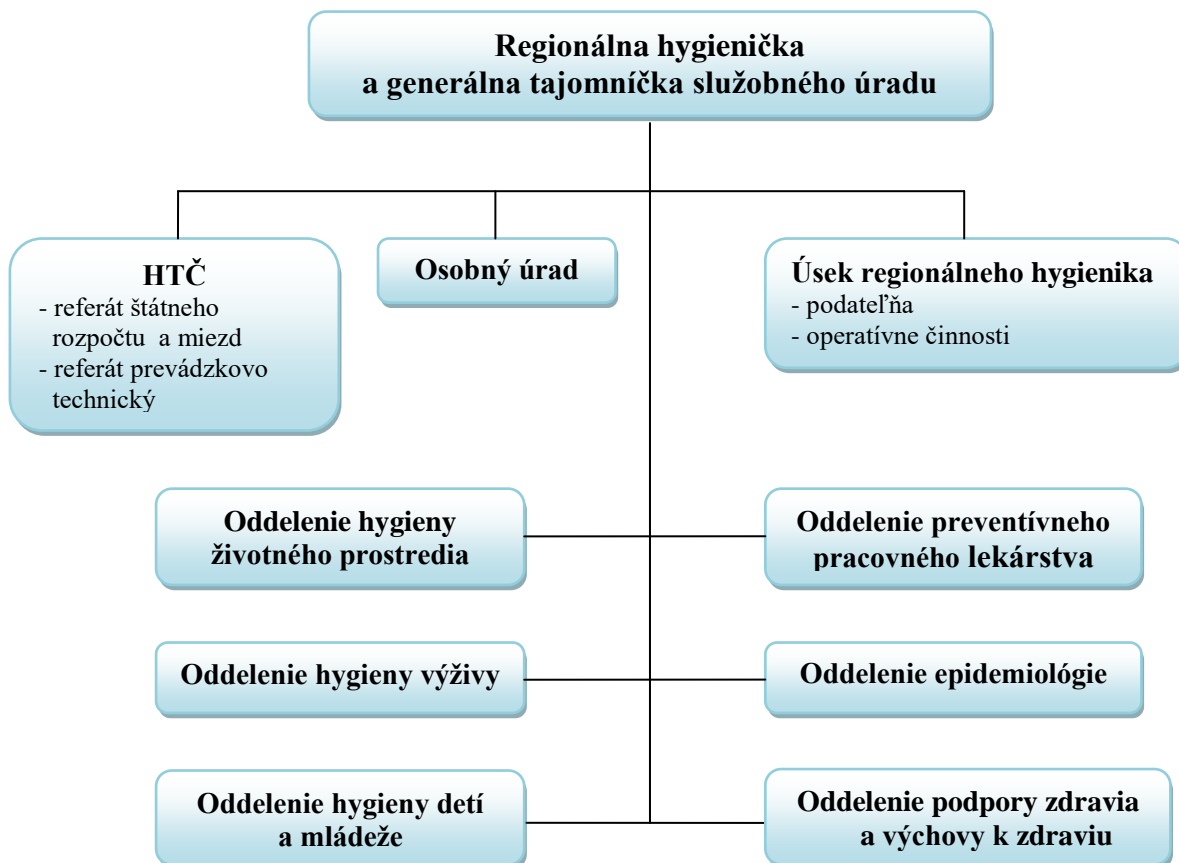 Regionálna hygienička
a generálna tajomníčka služobného úradu
HTČ
- referát štátneho
rozpočtu a miezd
- referát prevádzkovo
technický
Osobný úrad
Úsek regionálneho hygienika
- podateľňa
- operatívne činnosti
Oddelenie hygieny
životného prostredia
Oddelenie preventívneho
pracovného lekárstva
Oddelenie hygieny výživy
Oddelenie epidemiológie
Oddelenie hygieny detí
a mládeže
Oddelenie podpory zdravia
a výchovy k zdraviu